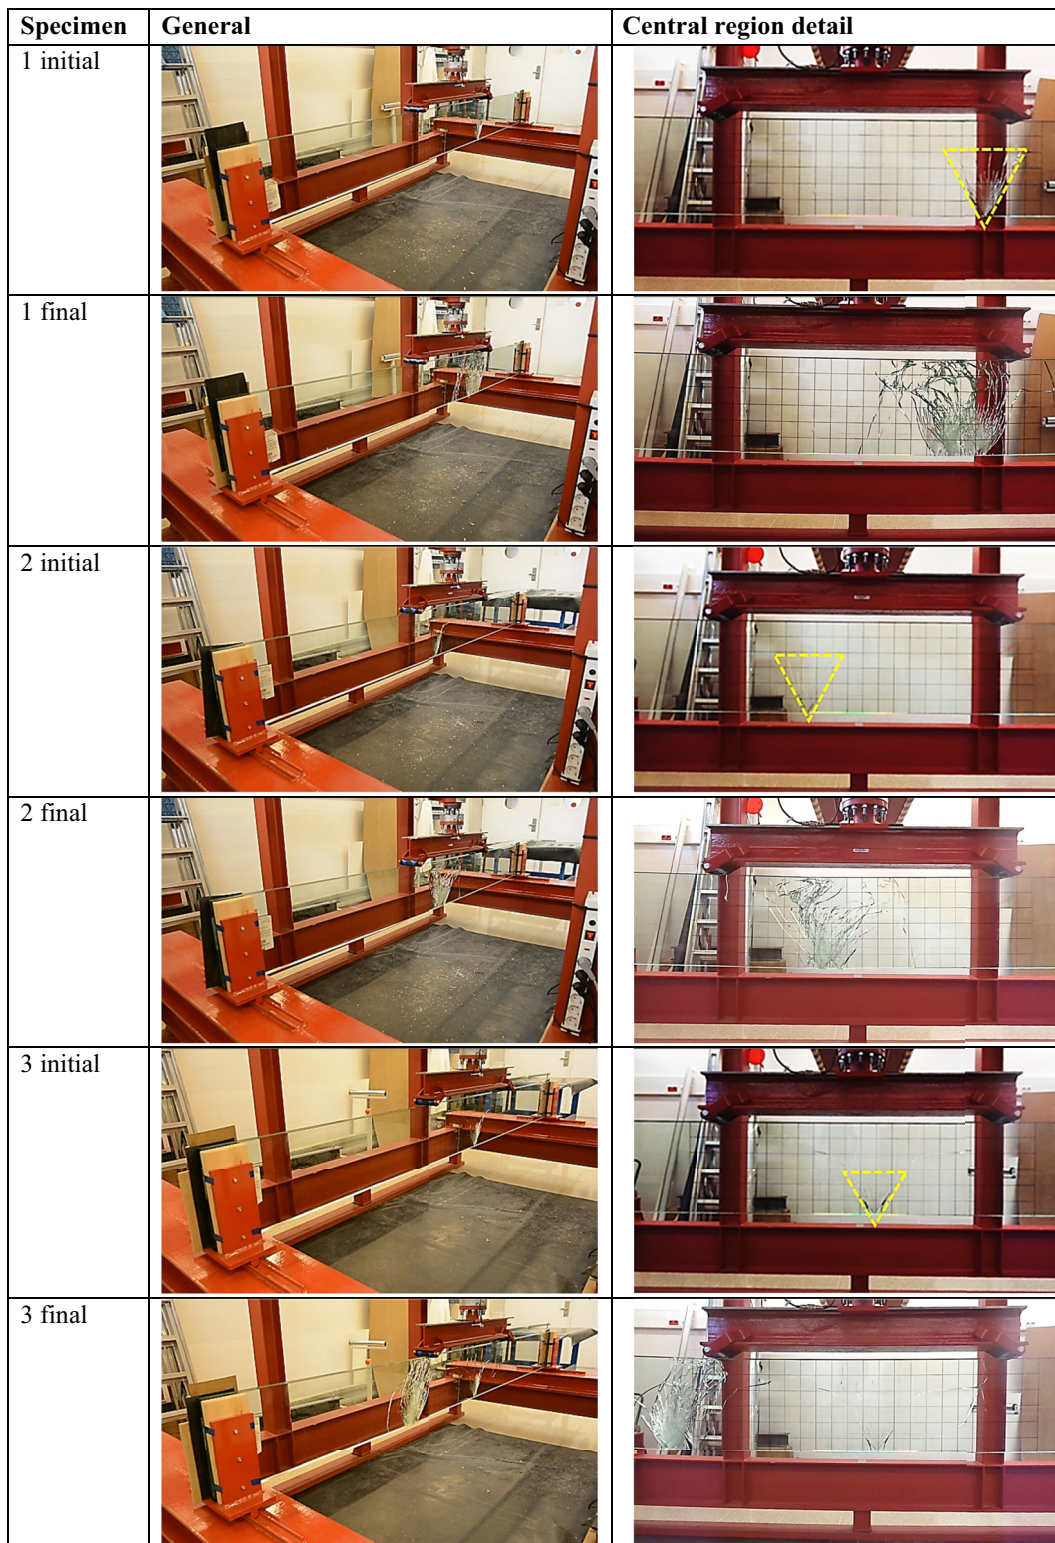 Specimen General Central region detail
1 initial
1 final
2 initial
2 final
3 initial
3 final